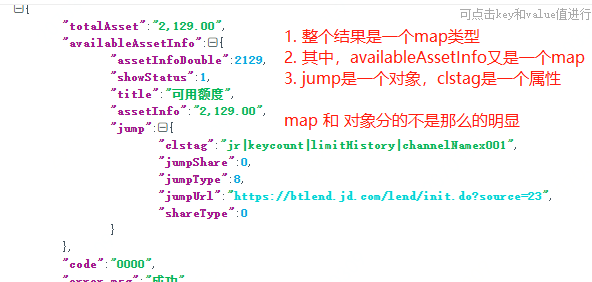 可点击key和value值进行
{
"totalAsset":"2,129.00",
"availableAssetInfo":{
"assetInfoDouble":2129,
"showStatus":1,
"title":"可用额度",
"assetInfo":"2,129.00",
"jump":{
"clstag":"jr|keycount|limitHistory|channelNamex001",
"jumpShare":0,
"jumpType":8,
"jumpUrl":"https://btlend.jd.com/lend/init.do?source=23",
"shareType":0
}
},
"code":"0000",
"error_msg":"成功"
1. 整个结果是一个map类型
2. 其中，availableAssetInfo又是一个map
3. jump是一个对象，clstag是一个属性
map 和 对象分的不是那么的明显